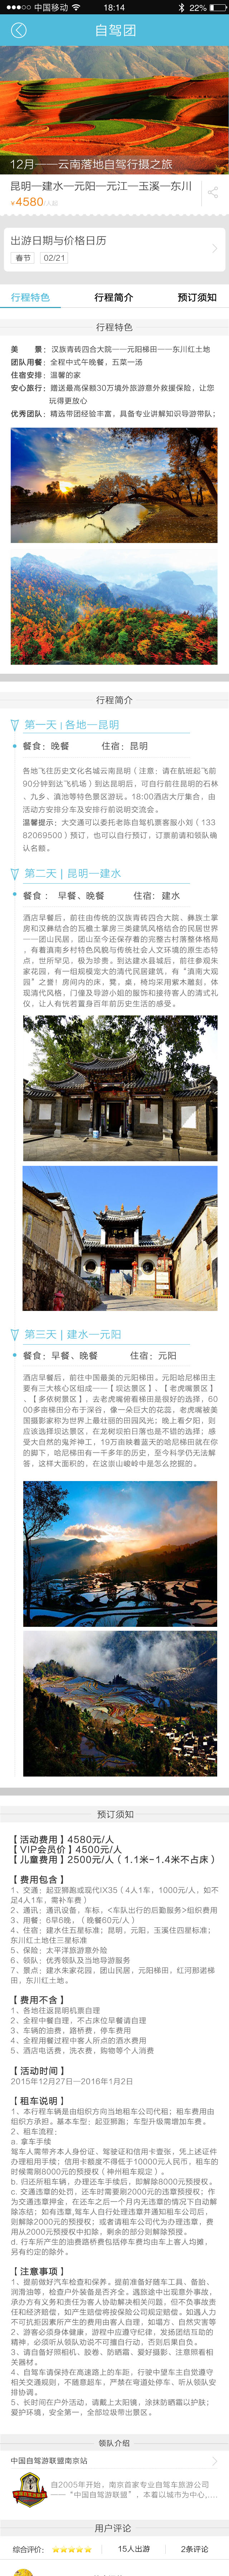 中国移动 18:14 22%
自驾团
12月——云南落地自驾行摄之旅
昆明—建水—元阳—元江—玉溪—东川
¥4580/人起
出游日期与价格日历
春节 02/21
行程特色 行程简介 预订须知
行程特色
美 景：汉族青砖四合大院——元阳梯田——东川红土地
团队用餐：全程中式午晚餐，五菜一汤
住宿安排：温馨的家
安心旅行：赠送最高保额30万境外旅游意外救援保险，让您
玩得更放心
优秀团队：精选带团经验丰富，具备专业讲解知识导游带队；
行程简介
第一天 | 各地—昆明
餐食：晚餐 住宿：昆明
各地飞往历史文化名城云南昆明（注意：请在航班起飞前
90分钟到达飞机场）到达昆明后，可自行前往昆明的石林
、九乡、滇池等特色景区游玩。18:00酒店大厅集合，由
活动方安排分车及安排行前说明交流会。
温馨提示：大交通可以委托老陈自驾机票客服小刘（133
82069500）预订，也可以自行预订，订票前请和领队确
认名额。
第二天 | 昆明—建水
餐食： 早餐、晚餐 住宿：建水
酒店早餐后，前往由传统的汉族青砖四合大院、彝族土掌
房和汉彝结合的瓦檐土掌房三类建筑风格结合的民居世界
——团山民居，团山至今还保存着的完整古村落整体格局
，有着滇南乡村特色风貌与传统社会人文环境的原生态特
点，世所罕见，极为珍贵。到达建水县城后，前往参观朱
家花园，有一组规模宏大的清代民居建筑，有“滇南大观
园”之誉！房间内的床，凳，桌，椅均采用紫木雕刻，体
现清代风格，门僮及导游小姐的服饰和接待客人的清式礼
仪，让人有恍若置身百年前历史生活的感受。
第三天 | 建水—元阳
餐食：早餐、晚餐 住宿：元阳
酒店早餐后，前往中国最美的元阳梯田。元阳哈尼梯田主
要有三大核心区组成——【坝达景区】、【老虎嘴景区】
、【多依树景区】，去老虎嘴俯看梯田是很好的选择，60
00多亩梯田分布于深谷，像一朵巨大的花蕊，老虎嘴被美
国摄影家称为世界上最壮丽的田园风光；晚上看夕阳，则
应该选择坝达景区，在龙树坝拍日落也是不错的选择；感
受大自然的鬼斧神工，19万亩映着蓝天的哈尼梯田就在你
的脚下，哈尼梯田有一千多年的历史，至今科学仍无法解
答，这样大面积的，在这崇山峻岭中是怎么挖掘的。
预订须知
【活动费用】4580元/人
【VIP会员价】4500元/人
【儿童费用】2500元/人（1.1米-1.4米不占床）
【费用包含】
1、交通：起亚狮跑或现代IX35（4人1车，1000元/人，如不
足4人1车，需补车费）
2、通讯：通讯设备，车标，<车队出行的后勤服务>组织费用
3、用餐：6早6晚，（晚餐60元/人）
4、住宿：建水住五星标准；昆明，元阳，玉溪住四星标准；
东川红土地住三星标准
5、保险：太平洋旅游意外险
6、领队：优秀领队及当地导游服务
7、景点：建水朱家花园，团山民居，元阳梯田，红河那诺梯
田，东川红土地。
【费用不含】
1、各地往返昆明机票自理
2、全程中餐自理，不占床位早餐请自理
3、车辆的油费，路桥费，停车费用
4、全程用餐过程中客人所点的酒水费用
5、酒店电话费，洗衣费，购物等个人消费
【活动时间】
2015年12月27日—2016年1月2日
【租车说明】
1、本行程车辆是由组织方向当地租车公司代租；租车费用由
组织方承担。基本车型：起亚狮跑；车型升级需增加车费。
2、租车流程：
a. 拿车手续
驾车人需带齐本人身份证、驾驶证和信用卡壹张，凭上述证件
办理租用手续；信用卡额度不得低于10000元人民币，租车的
时候需刷8000元的预授权（神州租车规定）。
b. 归还所租车辆，办理还车手续后，即解除8000元预授权。
c. 交通违章的处罚，还车时需要刷2000元的违章预授权；作
为交通违章押金，在还车之后一个月内无违章的情况下自动解
除冻结；如有违章,驾车人自行处理违章并通知租车公司后，
则解除2000元的预授权；或者请租车公司代为办理违章，费
用从2000元预授权中扣除，剩余的部分则解除预授。
d. 行车所产生的油费路桥费包括停车费均由车上客人均摊，
另有约定的除外。
【注意事项】
1、提前做好汽车检查和保养。提前准备好随车工具、备胎，
润滑油等，检查户外装备是否齐全。遇旅途中出现意外事故，
承办方有义务和责任为客人协助解决相关问题，但不负事故责
任和经济赔偿，如产生赔偿将按保险公司规定赔偿。如遇人力
不可抗拒因素所产生的费用由客人自理，如塌方，自然灾害等
2、游客必须身体健康，游程中应遵守纪律，发扬团结互助的
精神，必须听从领队劝说不可擅自行动，否则后果自负。
3、请自备好照相机、胶卷、防晒霜，爱好摄影，注意照看相
关器材。
4、自驾车请保持在高速路上的车距，行驶中望车主自觉遵守
相关交通规则，不随意超车，严禁在弯道处停车，听从领队安
排协调。
5、长时间在户外活动，请戴上太阳镜，涂抹防晒霜以护肤；
爱护环境，安全第一，全部垃圾带出景区。
领队介绍
中国自驾游联盟南京站
自2005年开始，南京首家专业自驾车旅游公司
——“中国自驾游联盟”，本着以城市为中心,....
用户评论
综合评价: 15人出游 2条评论